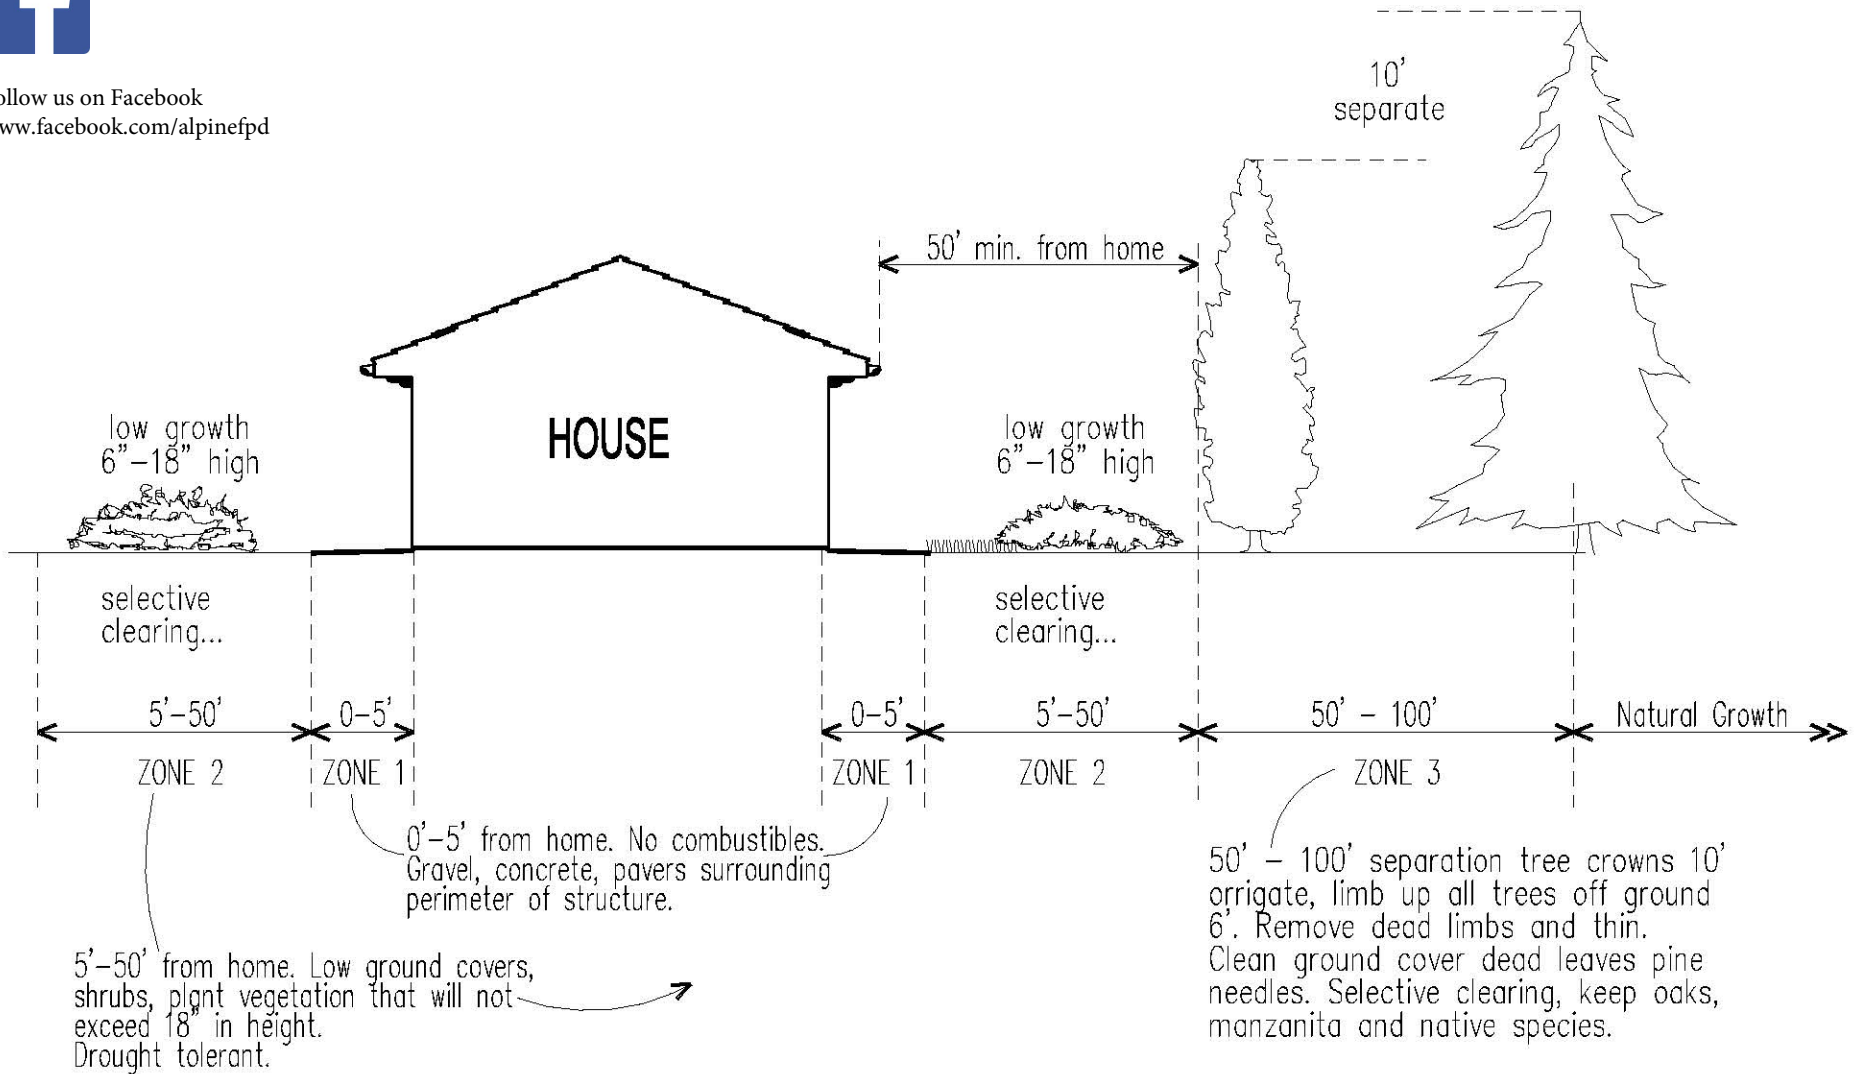 ollow us on Facebook
ww.facebook.com/alpinefpd
10'
separate
50' min. from home
low growth
6"-18" high
HOUSE
low growth
6"-18" high
selective
clearing...
selective
clearing...
5'-50'
0-5'
0-5'
5'-50'
50' - 100'
Natural Growth
ZONE 2
ZONE 1
ZONE 1
ZONE 2
ZONE 3
0'-5' from home. No combustibles.
Gravel, concrete, pavers surrounding
perimeter of structure.
50' - 100' separation tree crowns 10'
orrigate, limb up all trees off ground
6'. Remove dead limbs and thin.
Clean ground cover dead leaves pine
needles. Selective clearing, keep oaks,
manzanita and native species.
5'-50' from home. Low ground covers,
shrubs, plant vegetation that will not
exceed 18" in height.
Drought tolerant.